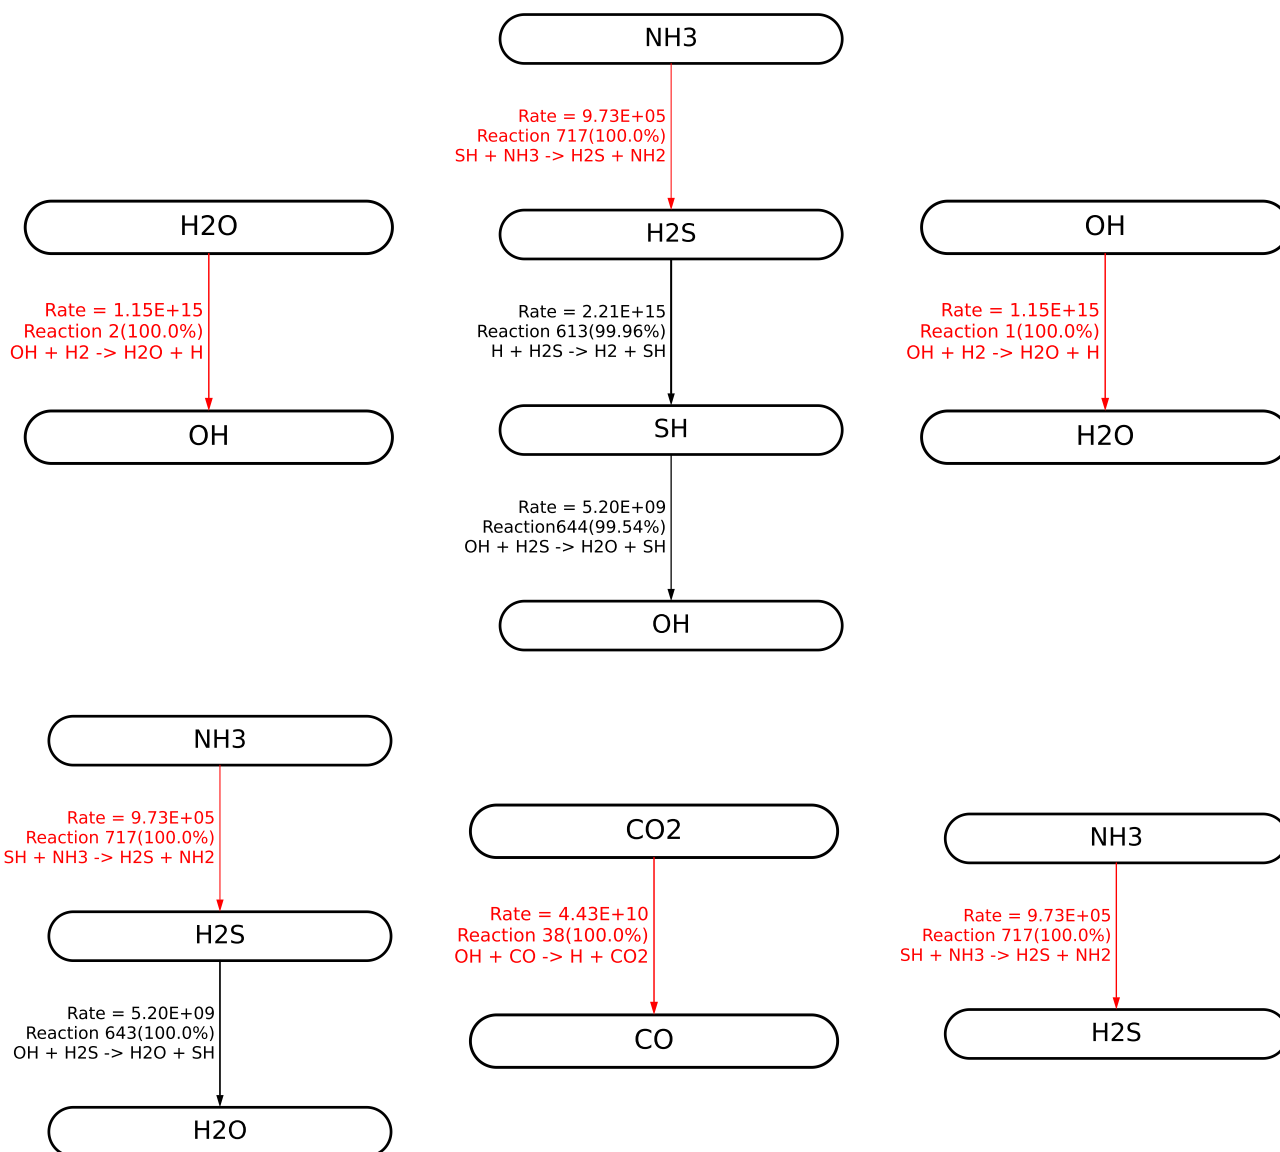 NH3
Rate = 9.73E+05
Reaction 717(100.0%)
SH + NH3 -> H2S + NH2
H2S
Rate = 2.21E+15
Reaction 613(99.96%)
H + H2S -> H2 + SH
SH
Rate = 5.20E+09
Reaction644(99.54%)
OH + H2S -> H2O + SH
OH
H2O
Rate = 1.15E+15
Reaction 2(100.0%)
OH + H2 -> H2O + H
OH
OH
Rate = 1.15E+15
Reaction 1(100.0%)
OH + H2 -> H2O + H
H2O
NH3
Rate = 9.73E+05
Reaction 717(100.0%)
SH + NH3 -> H2S + NH2
H2S
Rate = 5.20E+09
Reaction 643(100.0%)
OH + H2S -> H2O + SH
H2O
CO2
Rate = 4.43E+10
Reaction 38(100.0%)
OH + CO -> H + CO2
CO
NH3
Rate = 9.73E+05
Reaction 717(100.0%)
SH + NH3 -> H2S + NH2
H2S